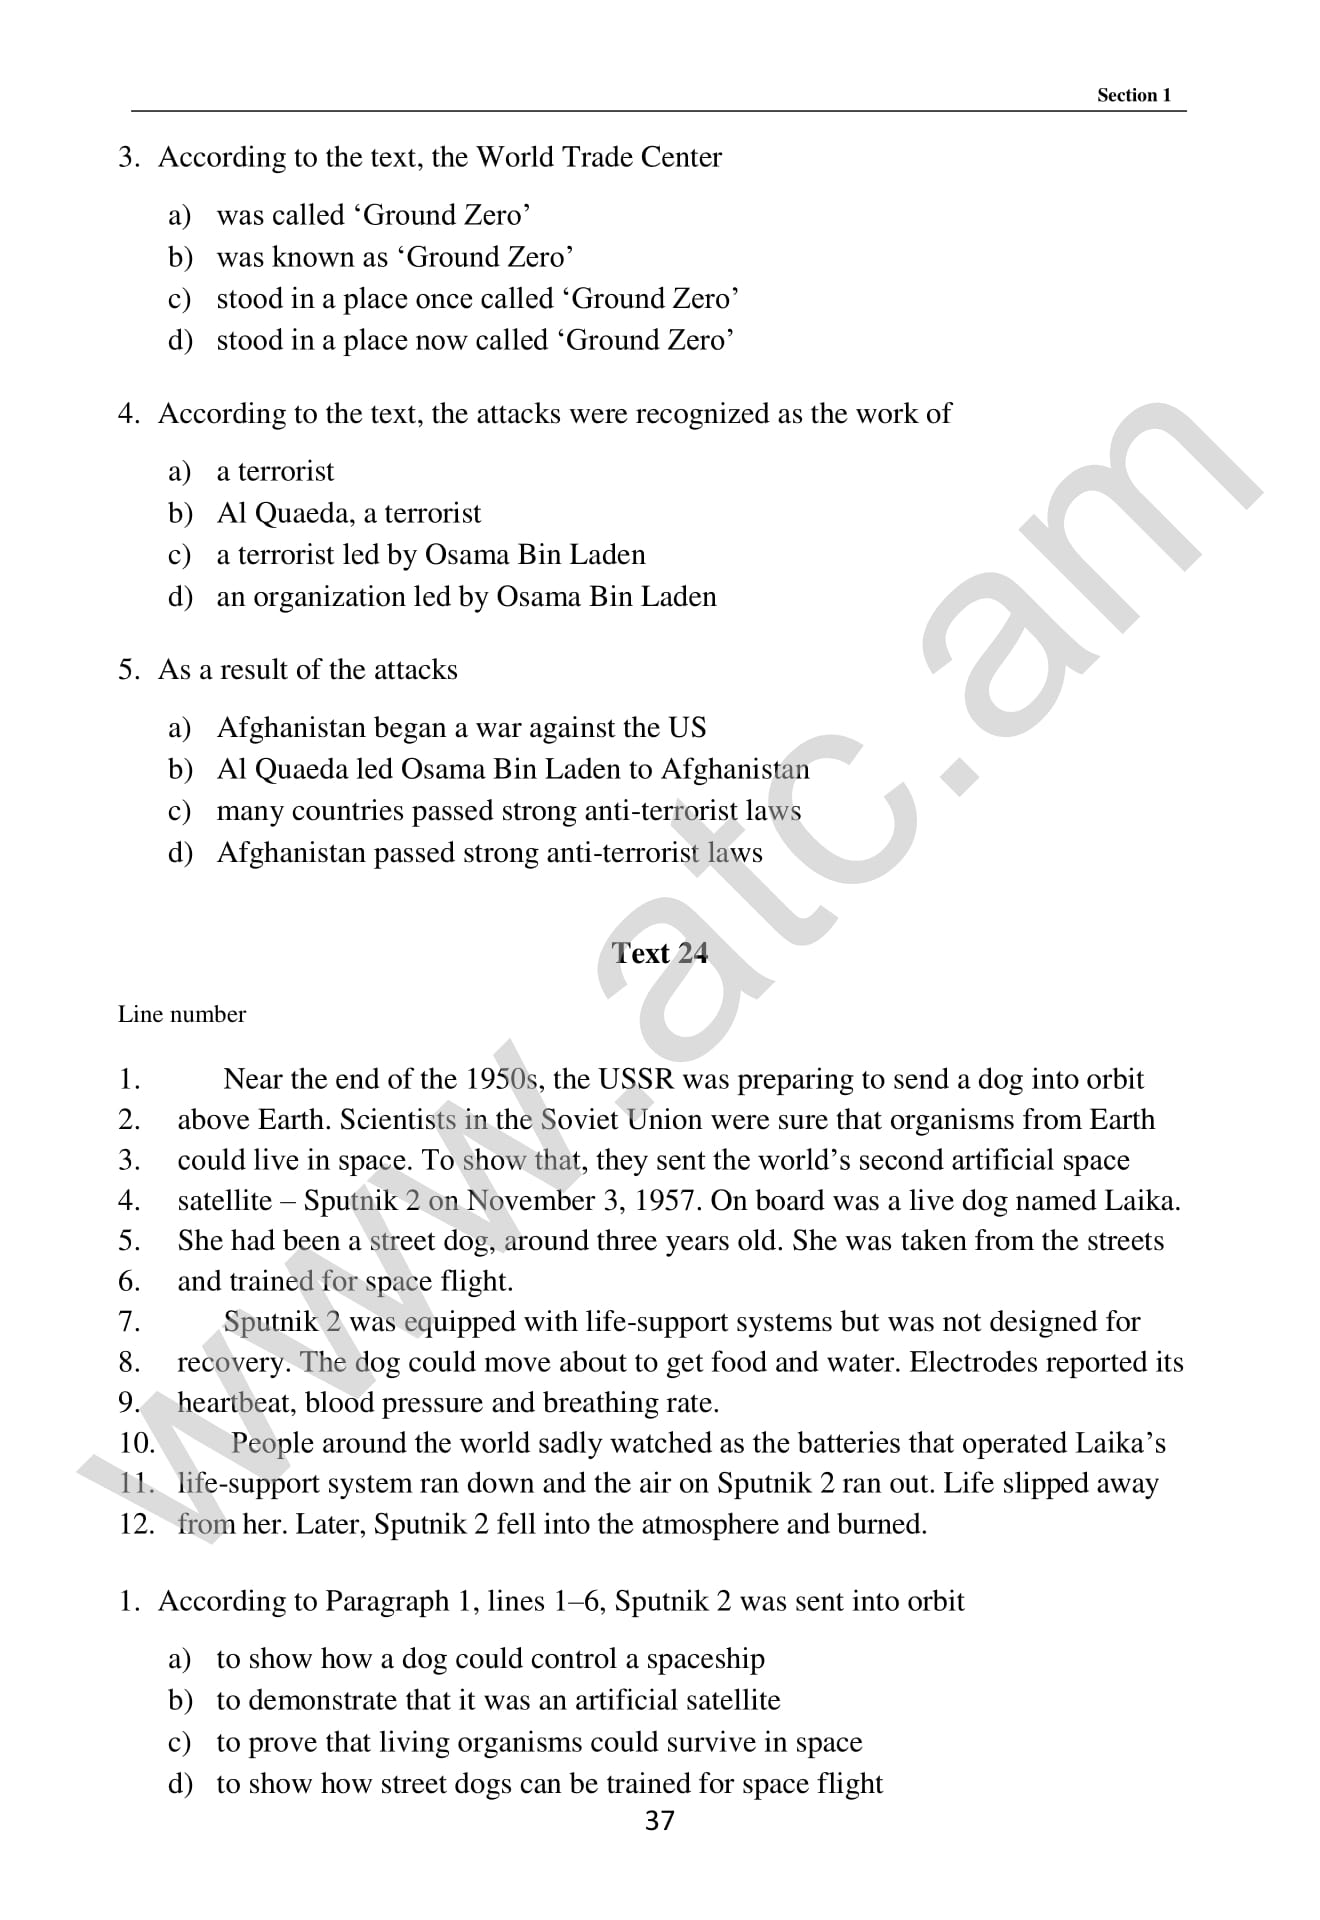 Section 1
3. According to the text, the World Trade Center
a) was called ‘Ground Zero’
b) was known as ‘Ground Zero’
c) stood in a place once called ‘Ground Zero’
d) stood in a place now called ‘Ground Zero’
4. According to the text, the attacks were recognized as the work of
a) a terrorist
b) Al Quaeda, a terrorist
c) a terrorist led by Osama Bin Laden
d) an organization led by Osama Bin Laden
5. As a result of the attacks
a) Afghanistan began a war against the US
b) Al Quaeda led Osama Bin Laden to Afghanistan
c) many countries passed strong anti-terrorist laws
d) Afghanistan passed strong anti-terrorist laws
Text 24
Line number
1. Near the end of the 1950s, the USSR was preparing to send a dog into orbit
2. above Earth. Scientists in the Soviet Union were sure that organisms from Earth
3. could live in space. To show that, they sent the world’s second artificial space
4. satellite – Sputnik 2 on November 3, 1957. On board was a live dog named Laika.
5. She had been a street dog, around three years old. She was taken from the streets
6. and trained for space flight.
7. Sputnik 2 was equipped with life-support systems but was not designed for
8. recovery. The dog could move about to get food and water. Electrodes reported its
9. heartbeat, blood pressure and breathing rate.
10. People around the world sadly watched as the batteries that operated Laika’s
11. life-support system ran down and the air on Sputnik 2 ran out. Life slipped away
12. from her. Later, Sputnik 2 fell into the atmosphere and burned.
1. According to Paragraph 1, lines 1–6, Sputnik 2 was sent into orbit
a) to show how a dog could control a spaceship
b) to demonstrate that it was an artificial satellite
c) to prove that living organisms could survive in space
d) to show how street dogs can be trained for space flight
37
www.atc.am